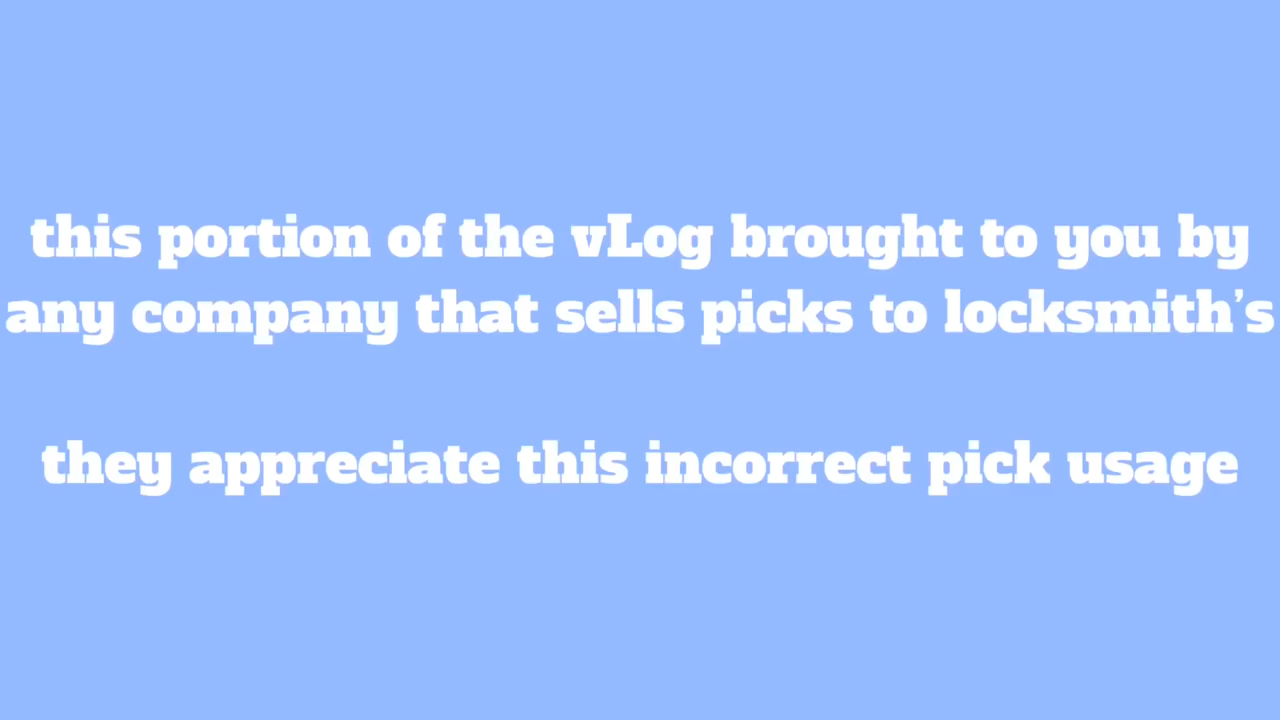 this portion of the vLog brought to you by
any company that sells picks to locksmith's
they appreciate this incorrect pick usage